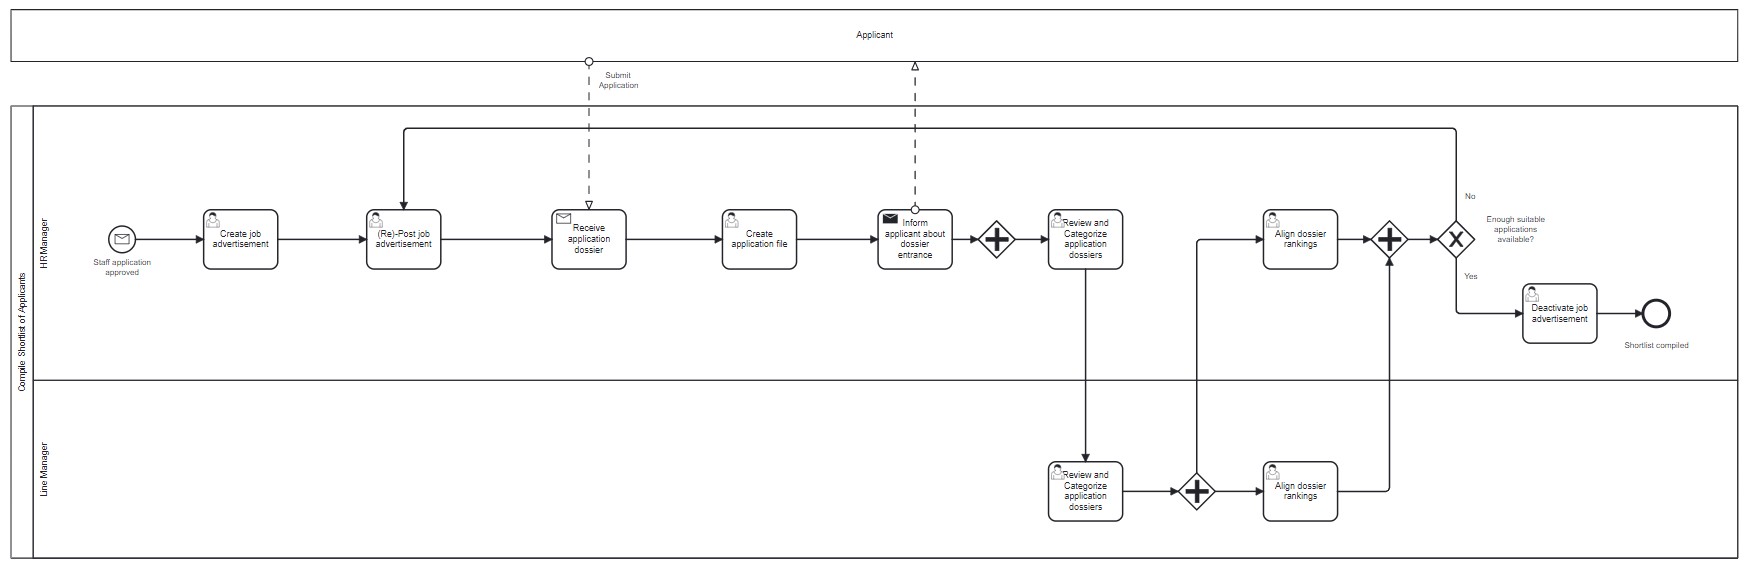 Applicant
Submit
Application
Compile Shortlist of Applicants
HR Manager
Staff application
approved
Create job
advertisement
(Re)-Post job
advertisement
Receive
application
dossier
Create
application file
Inform
applicant about
dossier
entrance
Review and
Categorize
application
dossiers
Align dossier
rankings
No
Enough suitable
applications
available?
Yes
Deactivate job
advertisement
Shortlist compiled
Line Manager
Review and
Categorize
application
dossiers
Align dossier
rankings